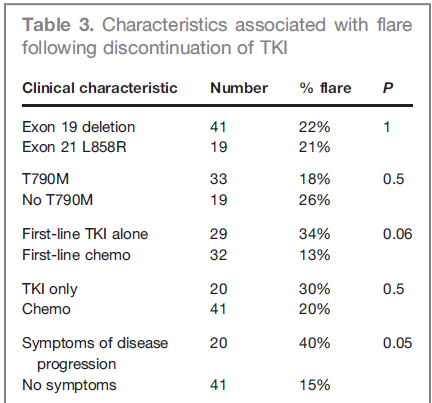 Table 3. Characteristics associated with flare
following discontinuation of TKI
Clinical characteristic Number % flare P
Exon 19 deletion 41 22% 1
Exon 21 L858R 19 21%
T790M 33 18% 0.5
No T790M 19 26%
First-line TKI alone 29 34% 0.06
First-line chemo 32 13%
TKI only 20 30% 0.5
Chemo 41 20%
Symptoms of disease 20 40% 0.05
progression
No symptoms 41 15%